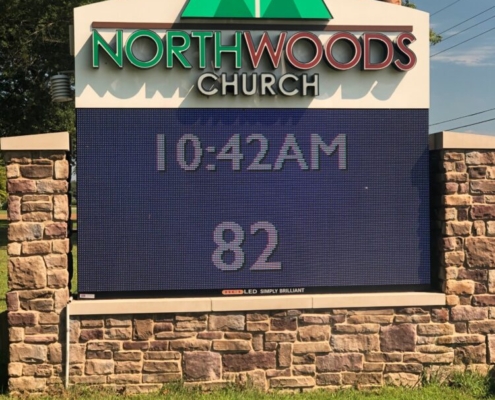 NORTHWOODS
CHURCH
10:42AM
82
LED SIMPLY BRILLIANT